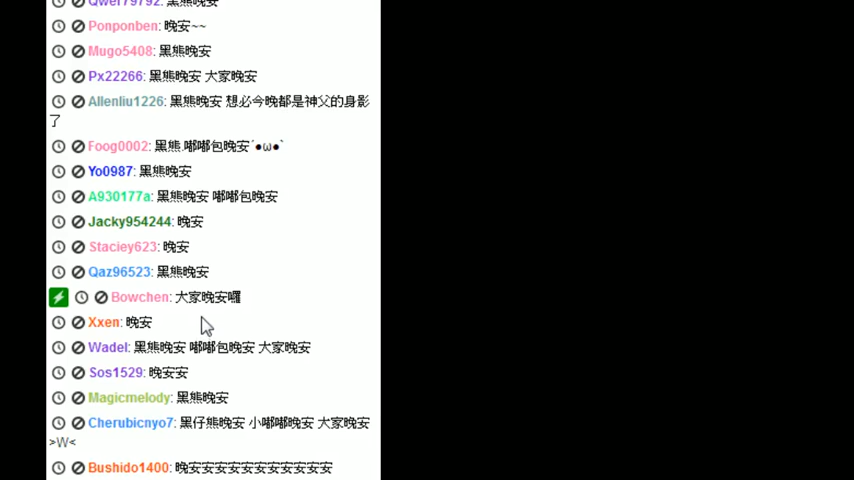 Qwer79792: 黑熊晚安
Ponponben: 晚安~~
Mugo5408: 黑熊晚安
Px22266: 黑熊晚安 大家晚安
Allenliu1226: 黑熊晚安 想必今晚都是神父的身影
了
Foog0002: 黑熊.嘟嘟包晚安´●ω●`
Yo0987: 黑熊晚安
A930177a: 黑熊晚安 嘟嘟包晚安
Jacky954244: 晚安
Staciey623: 晚安
Qaz96523: 黑熊晚安
Bowchen: 大家晚安囉
Xxen: 晚安
Wadel: 黑熊晚安 嘟嘟包晚安 大家晚安
Sos1529: 晚安安
Magicmelody: 黑熊晚安
Cherubicnyo7: 黑仔熊晚安 小嘟嘟晚安 大家晚安
>W<
Bushido1400: 晚安安安安安安安安安安安